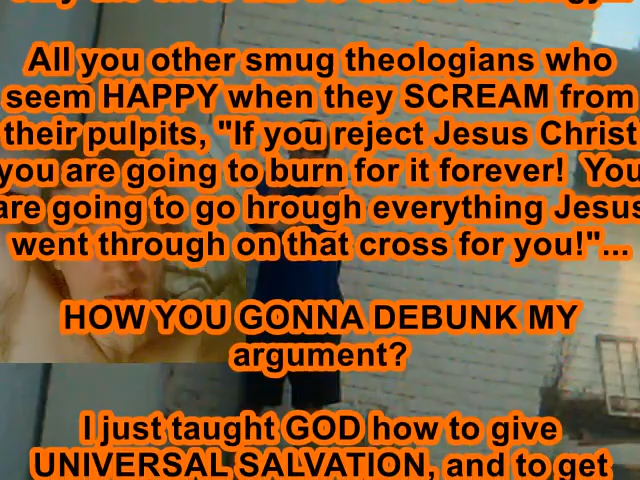 All you other smug theologians who
seem HAPPY when they SCREAM from
their pulpits, "If you reject Jesus Christ
you are going to burn for it forever! You
are going to go hrough everything Jesus
went through on that cross for you!"...
HOW YOU GONNA DEBUNK MY
argument?
I just taught GOD how to give
UNIVERSAL SALVATION, and to get